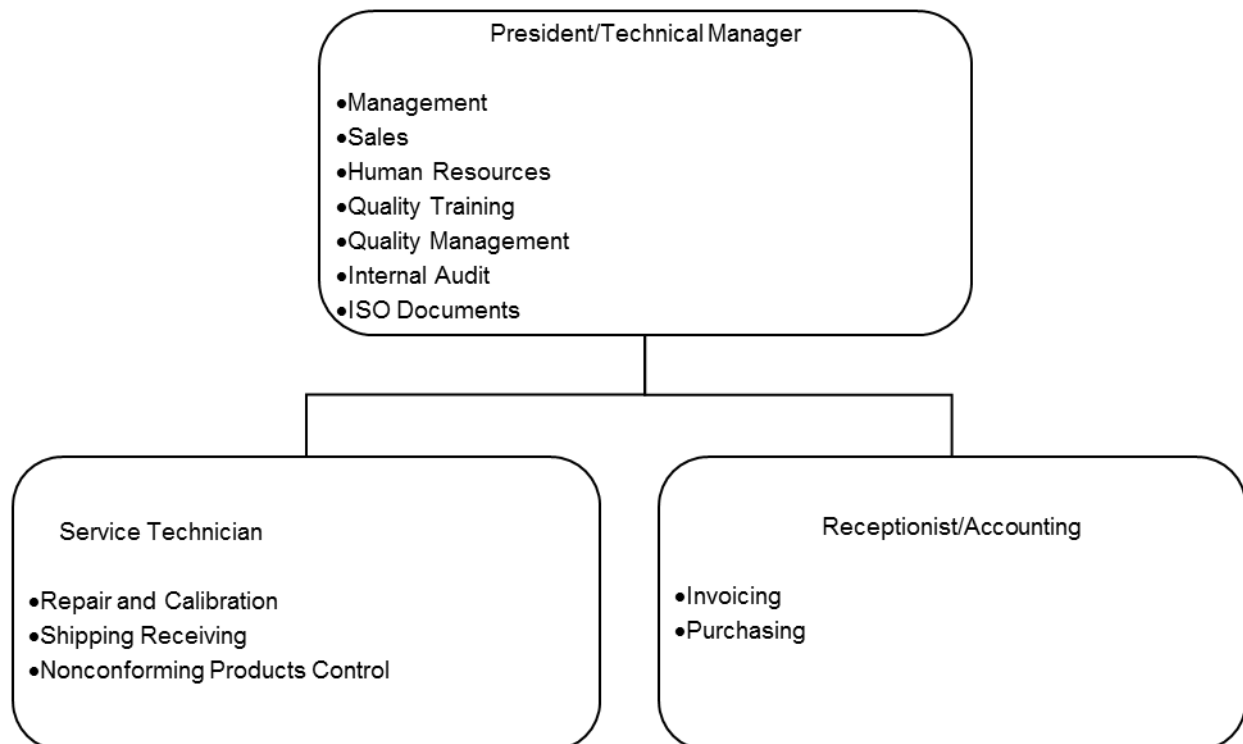 President/Technical Manager
•Management
•Sales
•Human Resources
•Quality Training
•Quality Management
•Internal Audit
•ISO Documents
Service Technician
•Repair and Calibration
•Shipping Receiving
•Nonconforming Products Control
Receptionist/Accounting
•Invoicing
•Purchasing